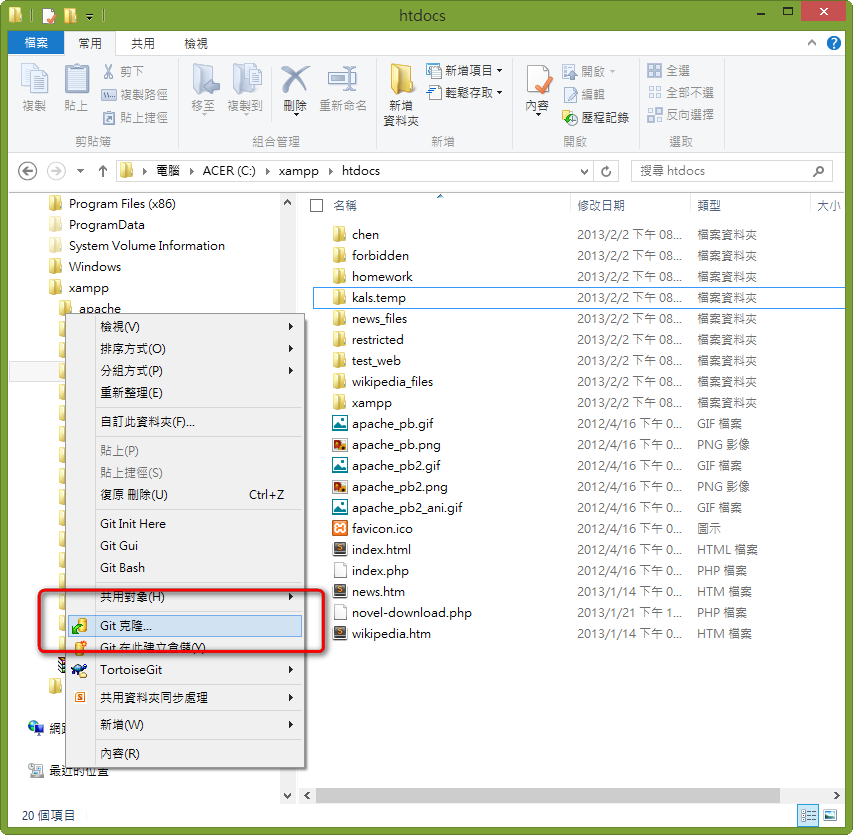 htdocs
檔案 常用 共用 檢視
複製 貼上 剪下 複製路徑 貼上捷徑 剪貼簿
移至 複製到 刪除 重新命名 組合管理
新增資料夾 新增項目 輕鬆存取 新增
內容 開啟 編輯 歷程記錄 開啟
全選 全部不選 反向選擇 選取
電腦 ACER (C:) xampp htdocs
搜尋 htdocs
Program Files (x86)
ProgramData
System Volume Information
Windows
xampp
apache
檢視(V)
排序方式(O)
分組方式(P)
重新整理(E)
自訂此資料夾(F)...
貼上(P)
貼上捷徑(S)
復原 刪除(U) Ctrl+Z
Git Init Here
Git Gui
Git Bash
共用對象(H)
Git 克隆...
Git 在此建立倉儲(Y)
TortoiseGit
共用資料夾同步處理
新增(W)
內容(R)
最近的位置
名稱 修改日期 類型 大小
chen 2013/2/2 下午 08... 檔案資料夾
forbidden 2013/2/2 下午 08... 檔案資料夾
homework 2013/2/2 下午 08... 檔案資料夾
kals.temp 2013/2/2 下午 08... 檔案資料夾
news_files 2013/2/2 下午 08... 檔案資料夾
restricted 2013/2/2 下午 08... 檔案資料夾
test_web 2013/2/2 下午 08... 檔案資料夾
wikipedia_files 2013/2/2 下午 08... 檔案資料夾
xampp 2013/2/2 下午 08... 檔案資料夾
apache_pb.gif 2012/4/16 下午 0... GIF 檔案
apache_pb.png 2012/4/16 下午 0... PNG 影像
apache_pb2.gif 2012/4/16 下午 0... GIF 檔案
apache_pb2.png 2012/4/16 下午 0... PNG 影像
apache_pb2_ani.gif 2012/4/16 下午 0... GIF 檔案
favicon.ico 2012/4/16 下午 0... 圖示
index.html 2012/4/16 下午 0... HTML 檔案
index.php 2012/4/16 下午 0... PHP 檔案
news.htm 2013/1/14 下午 0... HTM 檔案
novel-download.php 2013/1/21 下午 1... PHP 檔案
wikipedia.htm 2013/1/14 下午 0... HTM 檔案
20 個項目